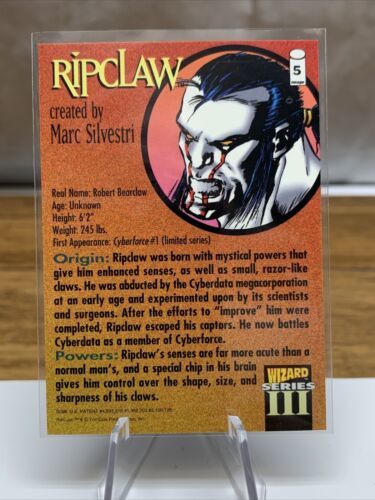 RIPCLAW
created by
Marc Silvestri
5
image
Real Name: Robert Bearclaw
Age: Unknown
Height: 6'2"
Weight: 245 lbs.
First Appearance: Cyberforce #1 (limited series)
Origin: Ripclaw was born with mystical powers that
give him enhanced senses, as well as small, razor-like
claws. He was abducted by the Cyberdata megacorporation
at an early age and experimented upon by its scientists
and surgeons. After the efforts to "improve" him were
completed, Ripclaw escaped his captors. He now battles
Cyberdata as a member of Cyberforce.
Powers: Ripclaw's senses are far more acute than a
normal man's, and a special chip in his brain
gives him control over the shape, size, and
sharpness of his claws.
WIZARD
SERIES
III
U.S. PATENT